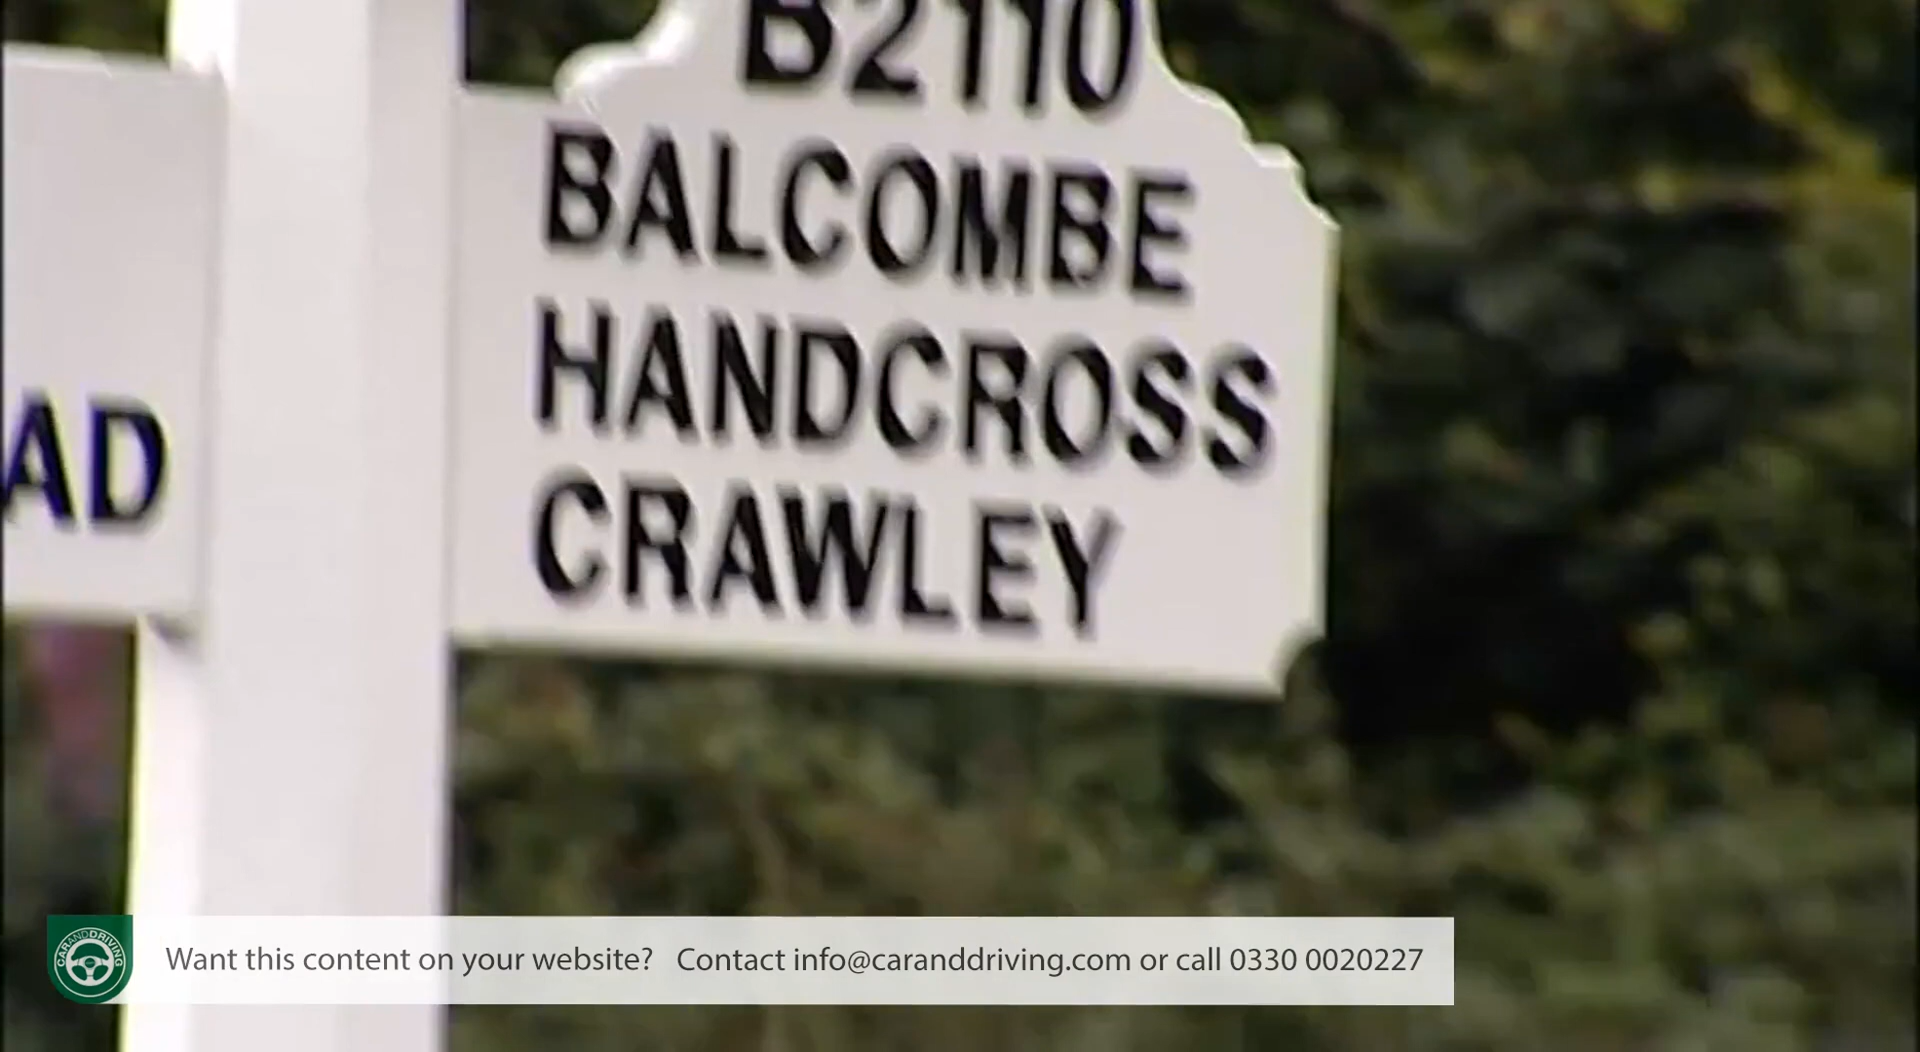 B2110
BALCOMBE
HANDCROSS
CRAWLEY
AD
CARANDDRIVING
Want this content on your website? Contact info@caranddriving.com or call 0330 0020227